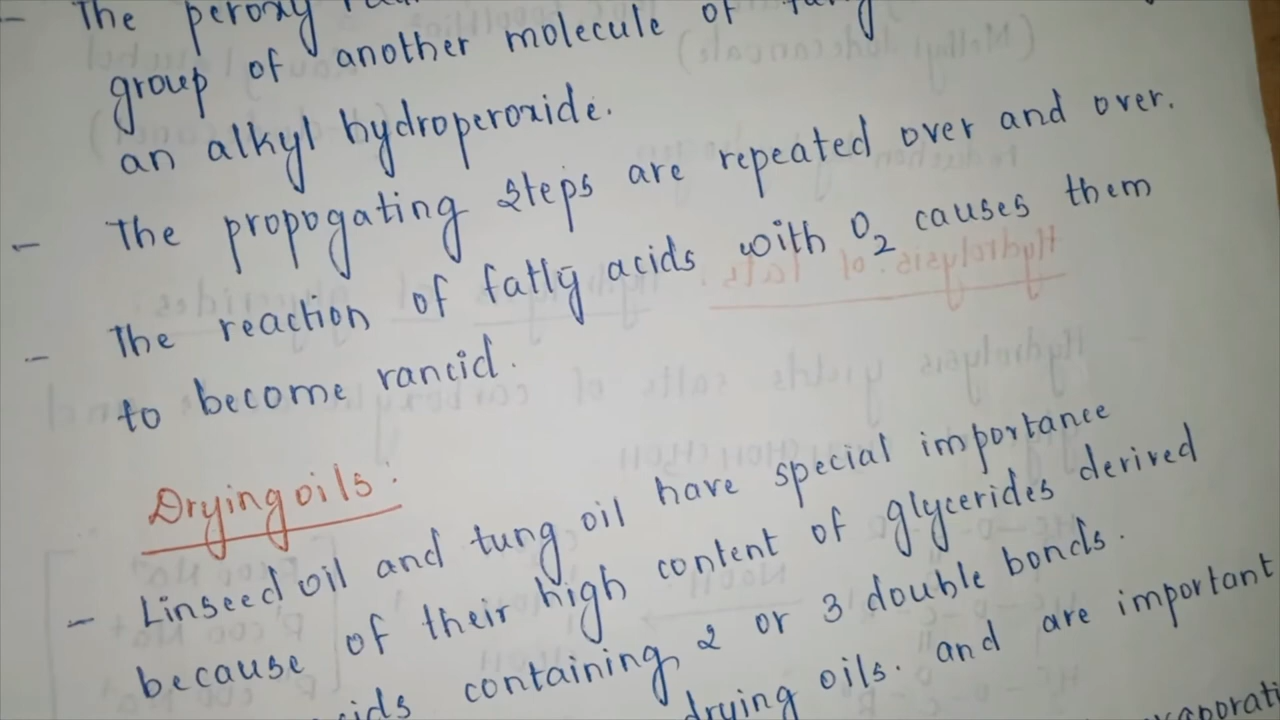 - The peroxy
group of another molecule of
an alkyl hydroperoxide.
- The propogating steps are repeated over and over.
- The reaction of fatty acids with O2 causes them
to become rancid.
Drying oils:
- Linseed oil and tung oil have special importance
because of their high content of glycerides derived
containing 2 or 3 double bonds.
drying oils. and are important